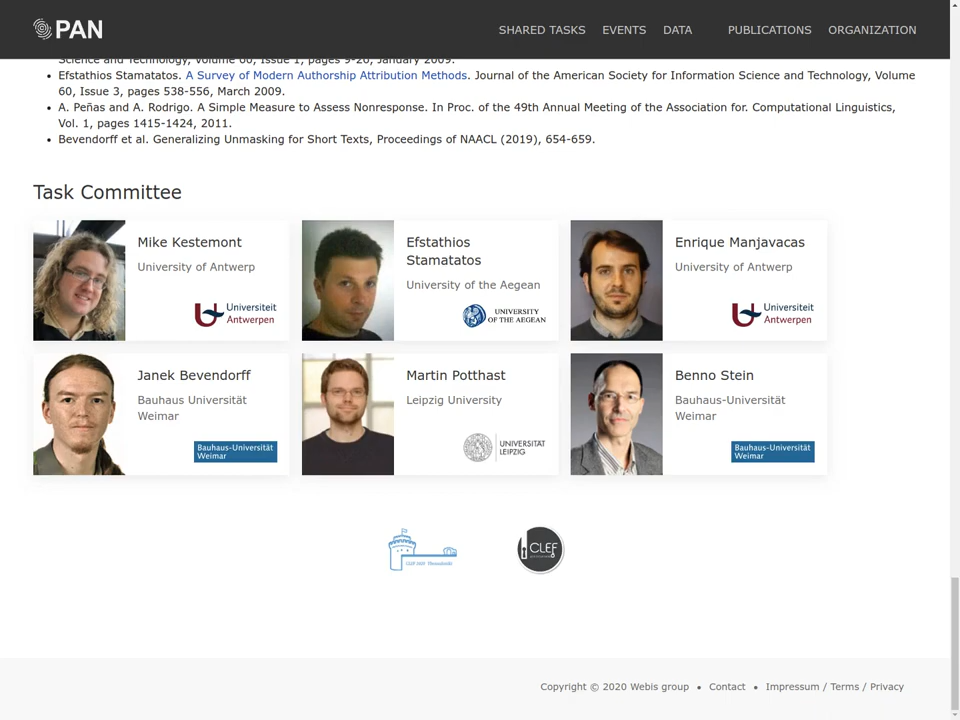 PAN
SHARED TASKS EVENTS DATA PUBLICATIONS ORGANIZATION
Science and Technology, Volume 60, Issue 1, pages 9-26, January 2009.
• Efstathios Stamatatos. A Survey of Modern Authorship Attribution Methods. Journal of the American Society for Information Science and Technology, Volume
60, Issue 3, pages 538-556, March 2009.
• A. Peñas and A. Rodrigo. A Simple Measure to Assess Nonresponse. In Proc. of the 49th Annual Meeting of the Association for. Computational Linguistics,
Vol. 1, pages 1415-1424, 2011.
• Bevendorff et al. Generalizing Unmasking for Short Texts, Proceedings of NAACL (2019), 654-659.
Task Committee
Mike Kestemont
University of Antwerp
Universiteit
Antwerpen
Efstathios
Stamatatos
University of the Aegean
UNIVERSITY
OF THE AEGEAN
Enrique Manjavacas
University of Antwerp
Universiteit
Antwerpen
Janek Bevendorff
Bauhaus Universität
Weimar
Bauhaus-Universität
Weimar
Martin Potthast
Leipzig University
UNIVERSITÄT
LEIPZIG
Benno Stein
Bauhaus-Universität
Weimar
Bauhaus-Universität
Weimar
CLEF 2020 Thessaloniki
CLEF
Copyright © 2020 Webis group • Contact • Impressum / Terms / Privacy